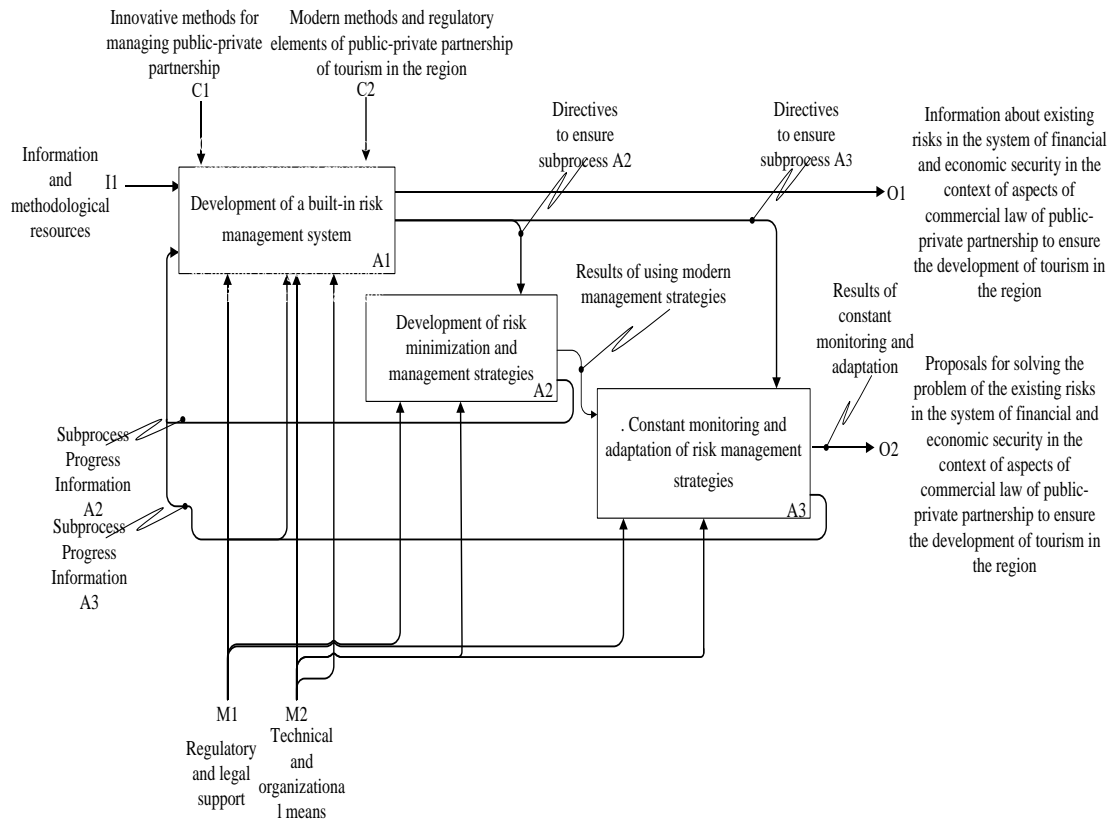 Innovative methods for
managing public-private
partnership
C1
Modern methods and regulatory
elements of public-private partnership
of tourism in the region
C2
Directives
to ensure
subprocess A2
Directives
to ensure
subprocess A3
Information about existing
risks in the system of financial
and economic security in the
context of aspects of
commercial law of public-
private partnership to ensure
the development of tourism in
the region
Information
and
methodological
resources
I1
Development of a built-in risk
management system
A1
O1
Results of using modern
management strategies
Results of
constant
monitoring and
adaptation
Development of risk
minimization and
management strategies
A2
Proposals for solving the
problem of the existing risks
in the system of financial and
economic security in the
context of aspects of
commercial law of public-
private partnership to ensure
the development of tourism in
the region
. Constant monitoring and
adaptation of risk management
strategies
A3
O2
Subprocess
Progress
Information
A2
Subprocess
Progress
Information
A3
M1
Regulatory
and legal
support
M2
Technical
and
organizationa
l means